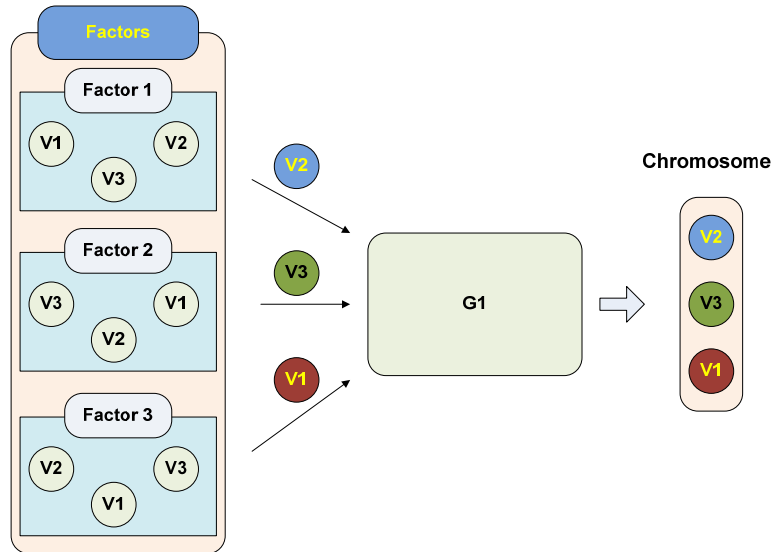 Factors
Factor 1
V1
V2
V3
Factor 2
V3
V1
V2
Factor 3
V2
V3
V1
V2
V3
V1
G1
Chromosome
V2
V3
V1